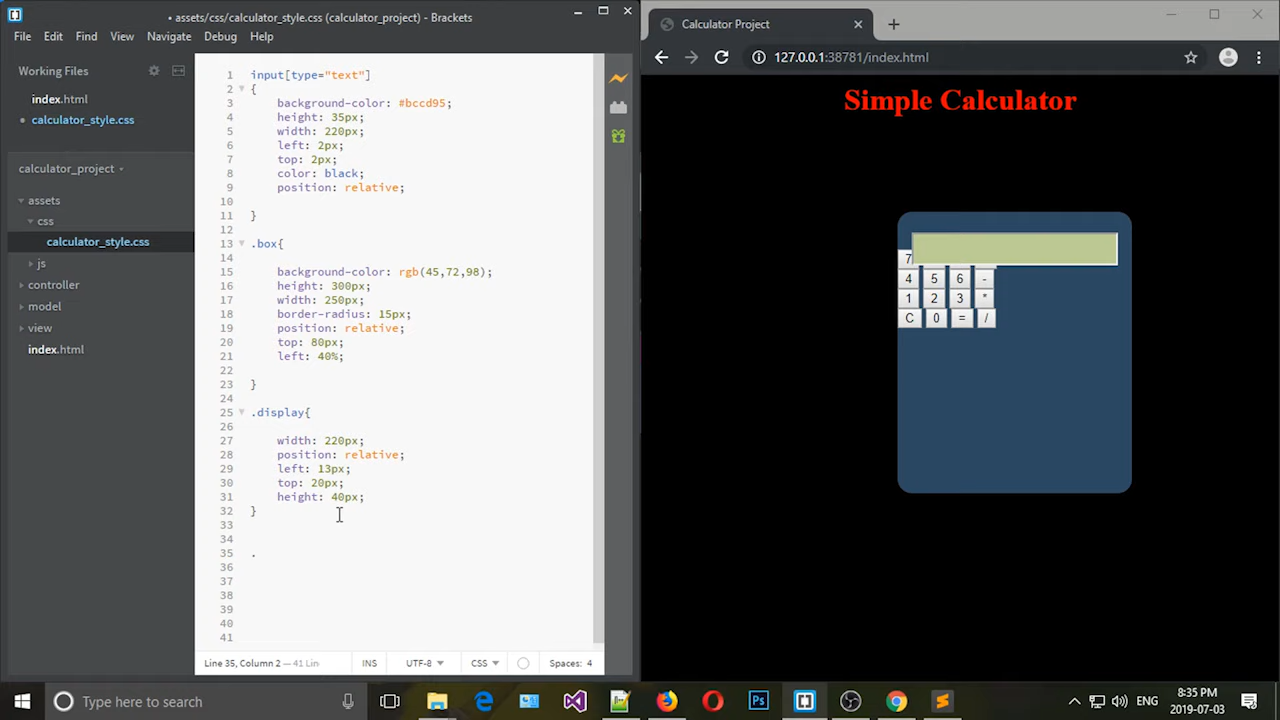 • assets/css/calculator_style.css (calculator_project) - Brackets
File Edit Find View Navigate Debug Help
Working Files
index.html
• calculator_style.css
calculator_project
assets
css
calculator_style.css
js
controller
model
view
index.html
1 input[type="text"]
2 {
3 background-color: #bccd95;
4 height: 35px;
5 width: 220px;
6 left: 2px;
7 top: 2px;
8 color: black;
9 position: relative;
10
11 }
12
13 .box{
14
15 background-color: rgb(45,72,98);
16 height: 300px;
17 width: 250px;
18 border-radius: 15px;
19 position: relative;
20 top: 80px;
21 left: 40%;
22
23 }
24
25 .display{
26
27 width: 220px;
28 position: relative;
29 left: 13px;
30 top: 20px;
31 height: 40px;
32 }
33
34
35 .
36
37
38
39
40
41
Line 35, Column 2 — 41 Lin
INS UTF-8 CSS Spaces: 4
Calculator Project
127.0.0.1:38781/index.html
Simple Calculator
7
4 5 6 -
1 2 3 *
C 0 = /
Type here to search
ENG
8:35 PM
2019-07-03